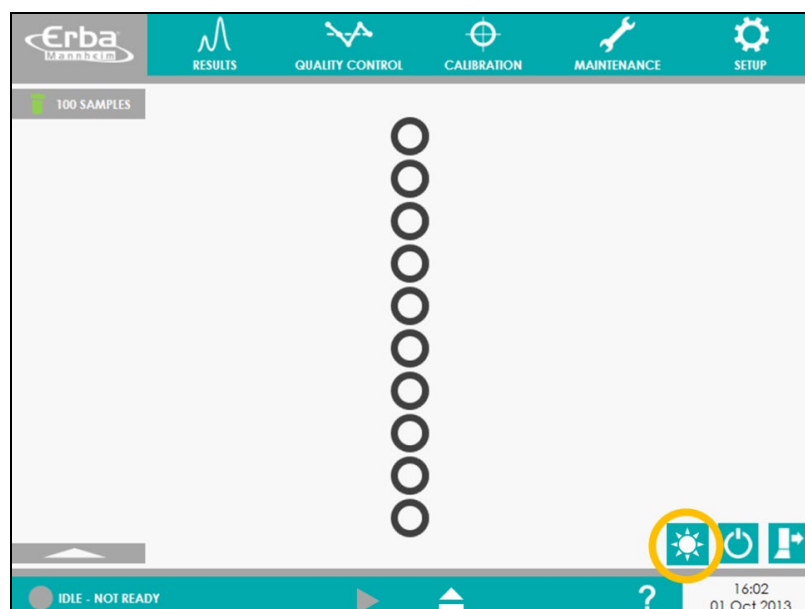 Erba
Mannheim
RESULTS
QUALITY CONTROL
CALIBRATION
MAINTENANCE
SETUP
100 SAMPLES
IDLE - NOT READY
?
16:02
01 Oct 2013